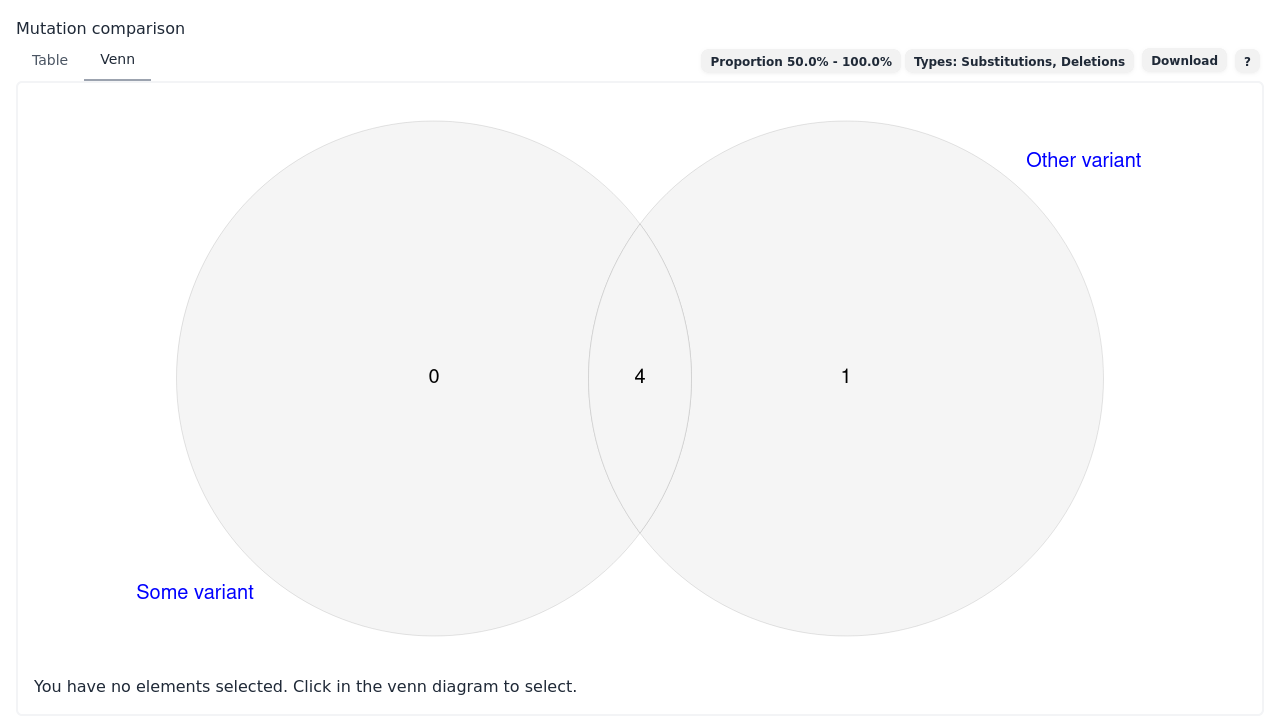 Mutation comparison
Table Venn Proportion 50.0% - 100.0% Types: Substitutions, Deletions Download ?
Other variant
0 4 1
Some variant
You have no elements selected. Click in the venn diagram to select.